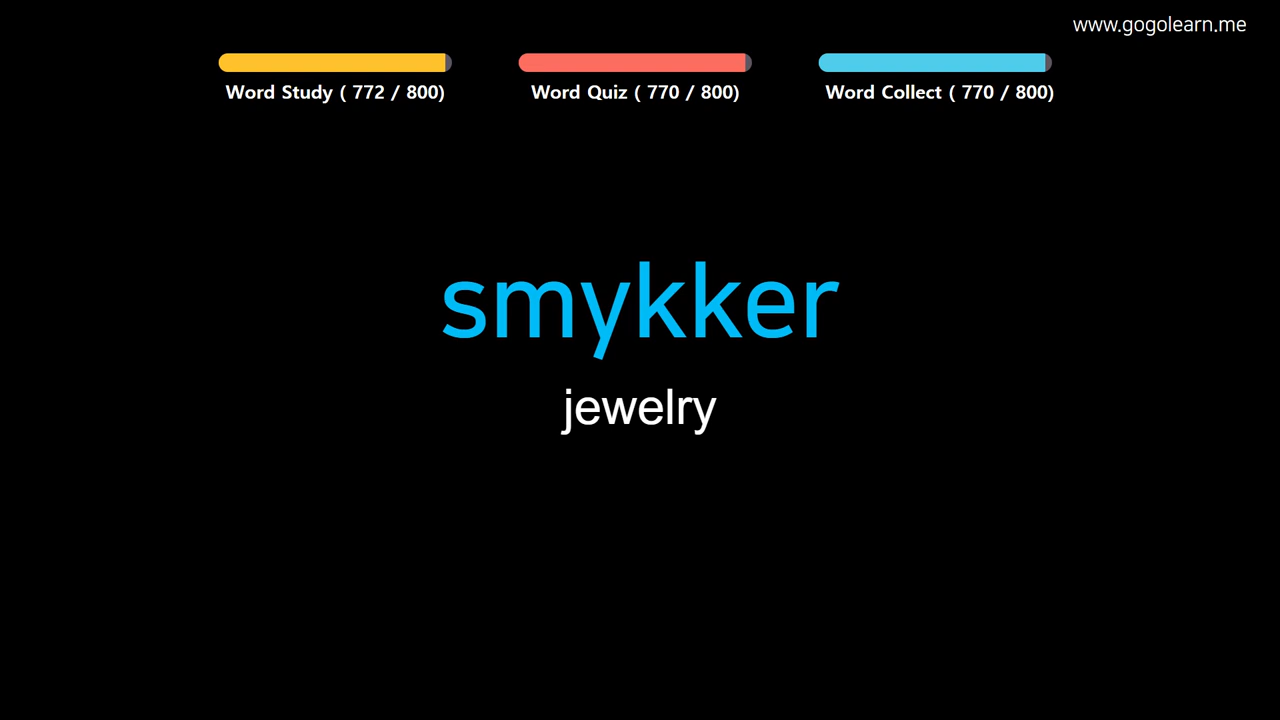 www.gogolearn.me
Word Study ( 772 / 800)
Word Quiz ( 770 / 800)
Word Collect ( 770 / 800)
smykker
jewelry